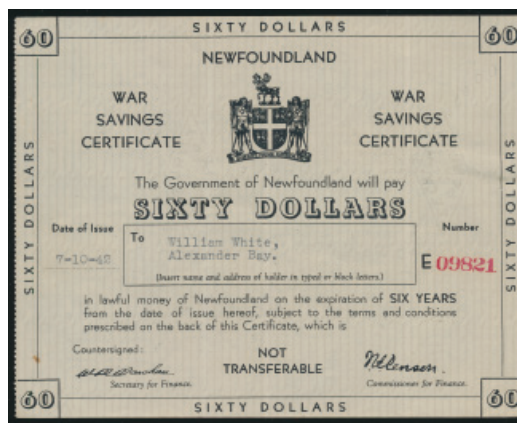 60 SIXTY DOLLARS 60
NEWFOUNDLAND
WAR
SAVINGS
CERTIFICATE
WAR
SAVINGS
CERTIFICATE
SIXTY DOLLARS
SIXTY DOLLARS
The Government of Newfoundland will pay
SIXTY DOLLARS
Date of Issue
7-10-42
To
William White,
Alexander Bay.
(Insert name and address of holder in typed or block letters.)
Number
E 09821
in lawful money of Newfoundland on the expiration of SIX YEARS
from the date of issue hereof, subject to the terms and conditions
prescribed on the back of this Certificate, which is
Countersigned:
Secretary for Finance.
NOT
TRANSFERABLE
Commissioner for Finance.
60 SIXTY DOLLARS 60